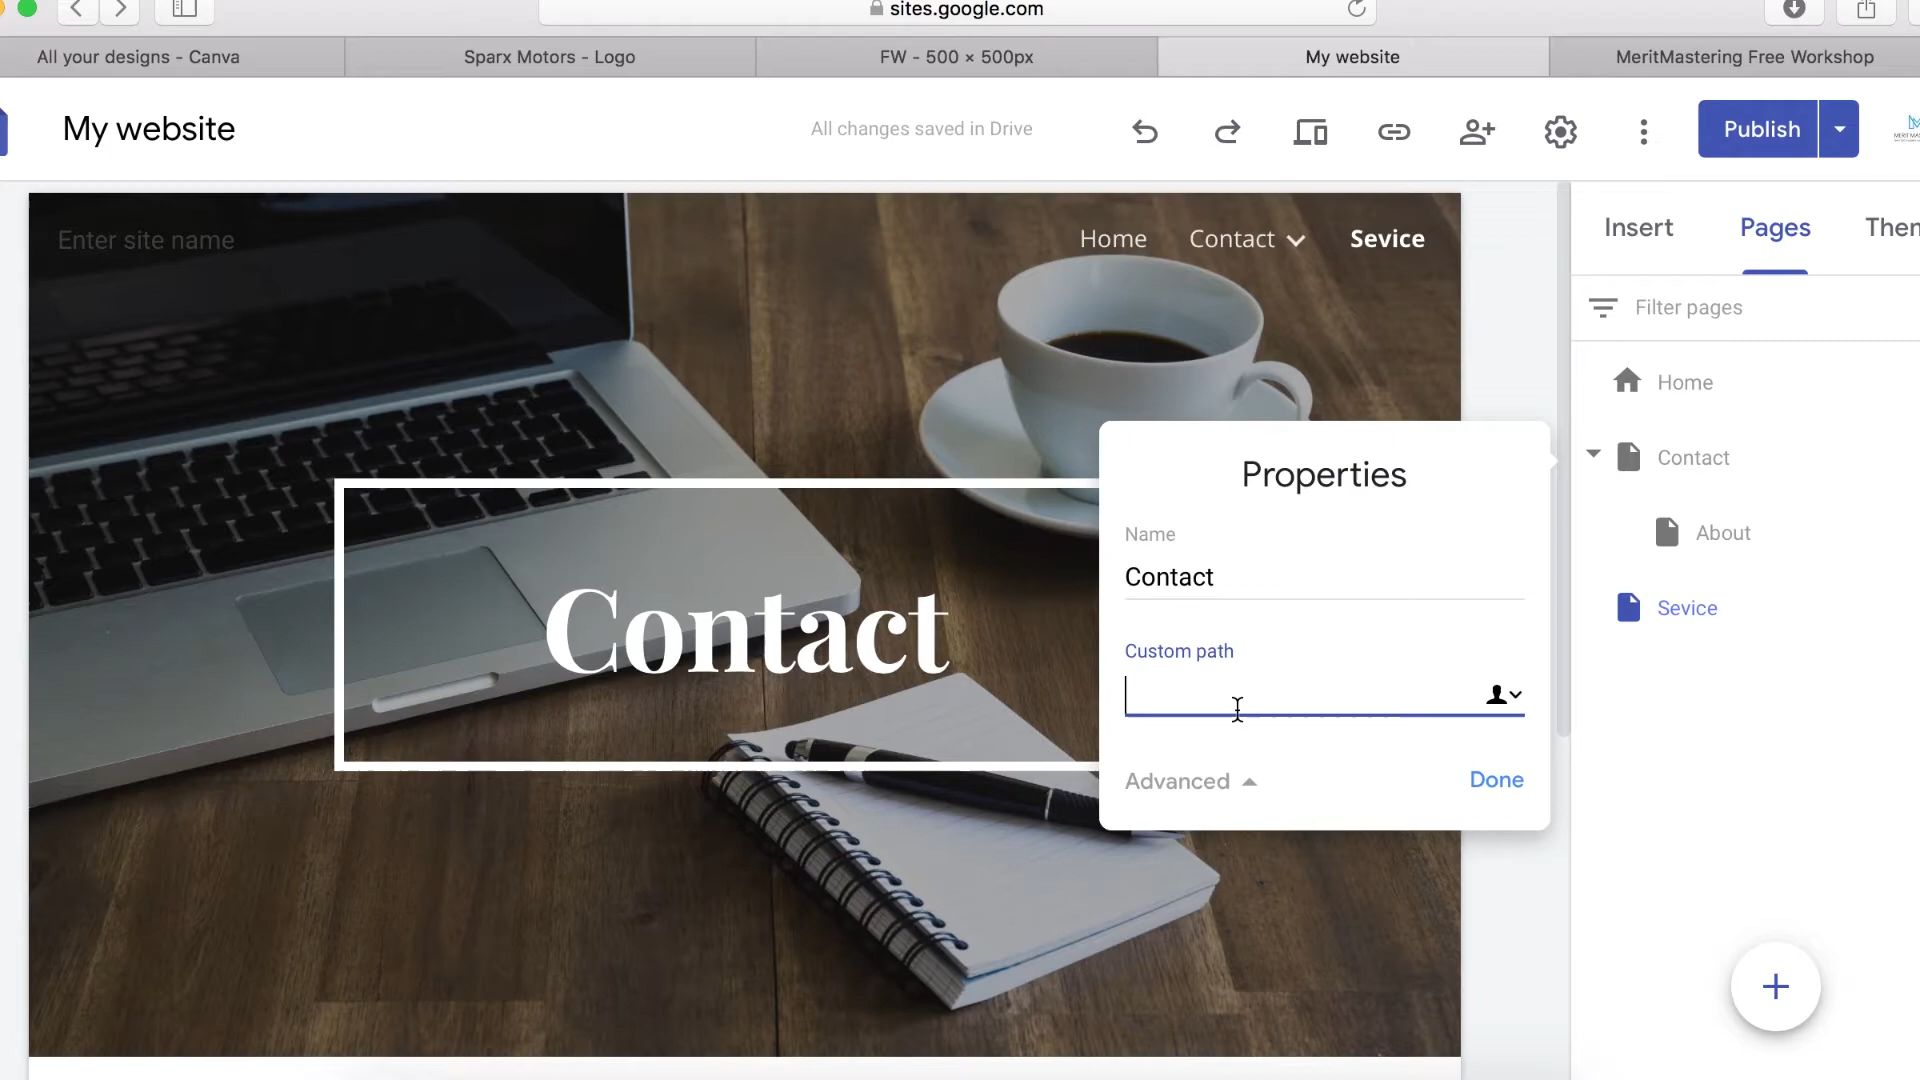 sites.google.com
All your designs - Canva
Sparx Motors - Logo
FW - 500 × 500px
My website
MeritMastering Free Workshop
My website
All changes saved in Drive
Publish
Enter site name
Home
Contact
Sevice
Insert
Pages
Filter pages
Home
Contact
About
Sevice
Contact
Properties
Name
Contact
Custom path
Advanced
Done